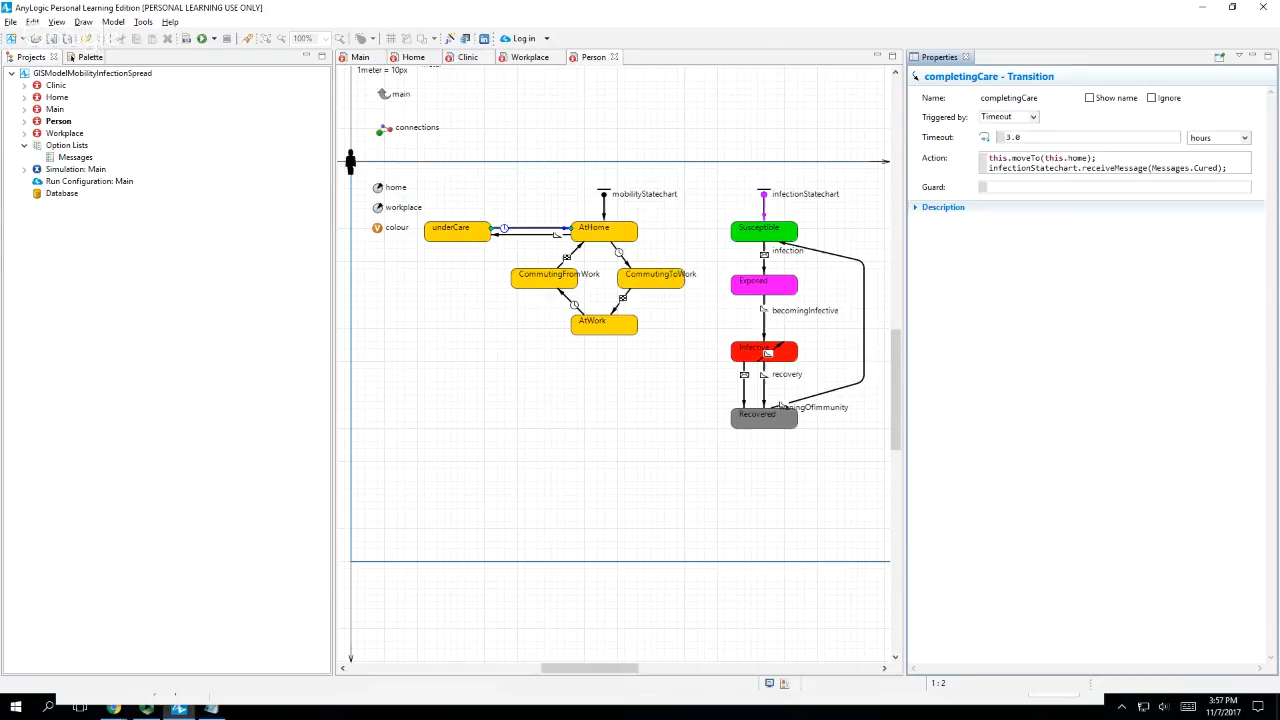 AnyLogic Personal Learning Edition [PERSONAL LEARNING USE ONLY]
File Edit View Draw Model Tools Help
100%
Log in
Projects
Palette
Main
Home
Clinic
Workplace
Person
Properties
GISModelMobilityInfectionSpread
Clinic
Home
Main
Person
Workplace
Option Lists
Messages
Simulation: Main
Run Configuration: Main
Database
1meter = 10px
main
connections
home
workplace
colour
mobilityStatechart
underCare
AtHome
CommutingFromWork
CommutingToWork
AtWork
infectionStatechart
Susceptible
infection
Exposed
becomingInfective
Infective
recovery
Recovered
completingCare - Transition
Name:
completingCare
Show name
Ignore
Triggered by:
Timeout
Timeout:
3.0
hours
Action:
this.moveTo(this.home);
infectionStatechart.receiveMessage(Messages.Cured);
Guard:
Description
1:2
3:57 PM
11/7/2017